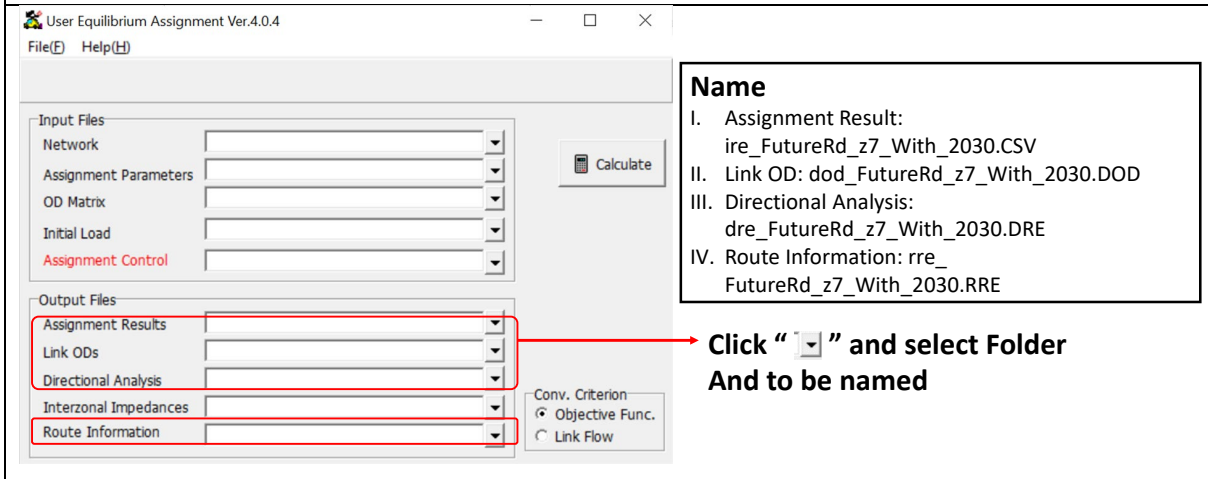 User Equilibrium Assignment Ver.4.0.4
File(F) Help(H)
Input Files
Network
Assignment Parameters
OD Matrix
Initial Load
Assignment Control
Calculate
Output Files
Assignment Results
Link ODs
Directional Analysis
Interzonal Impedances
Route Information
Conv. Criterion
Objective Func.
Link Flow
Name
I. Assignment Result:
ire_FutureRd_z7_With_2030.CSV
II. Link OD: dod_FutureRd_z7_With_2030.DOD
III. Directional Analysis:
dre_FutureRd_z7_With_2030.DRE
IV. Route Information: rre_
FutureRd_z7_With_2030.RRE
Click “ ” and select Folder
And to be named